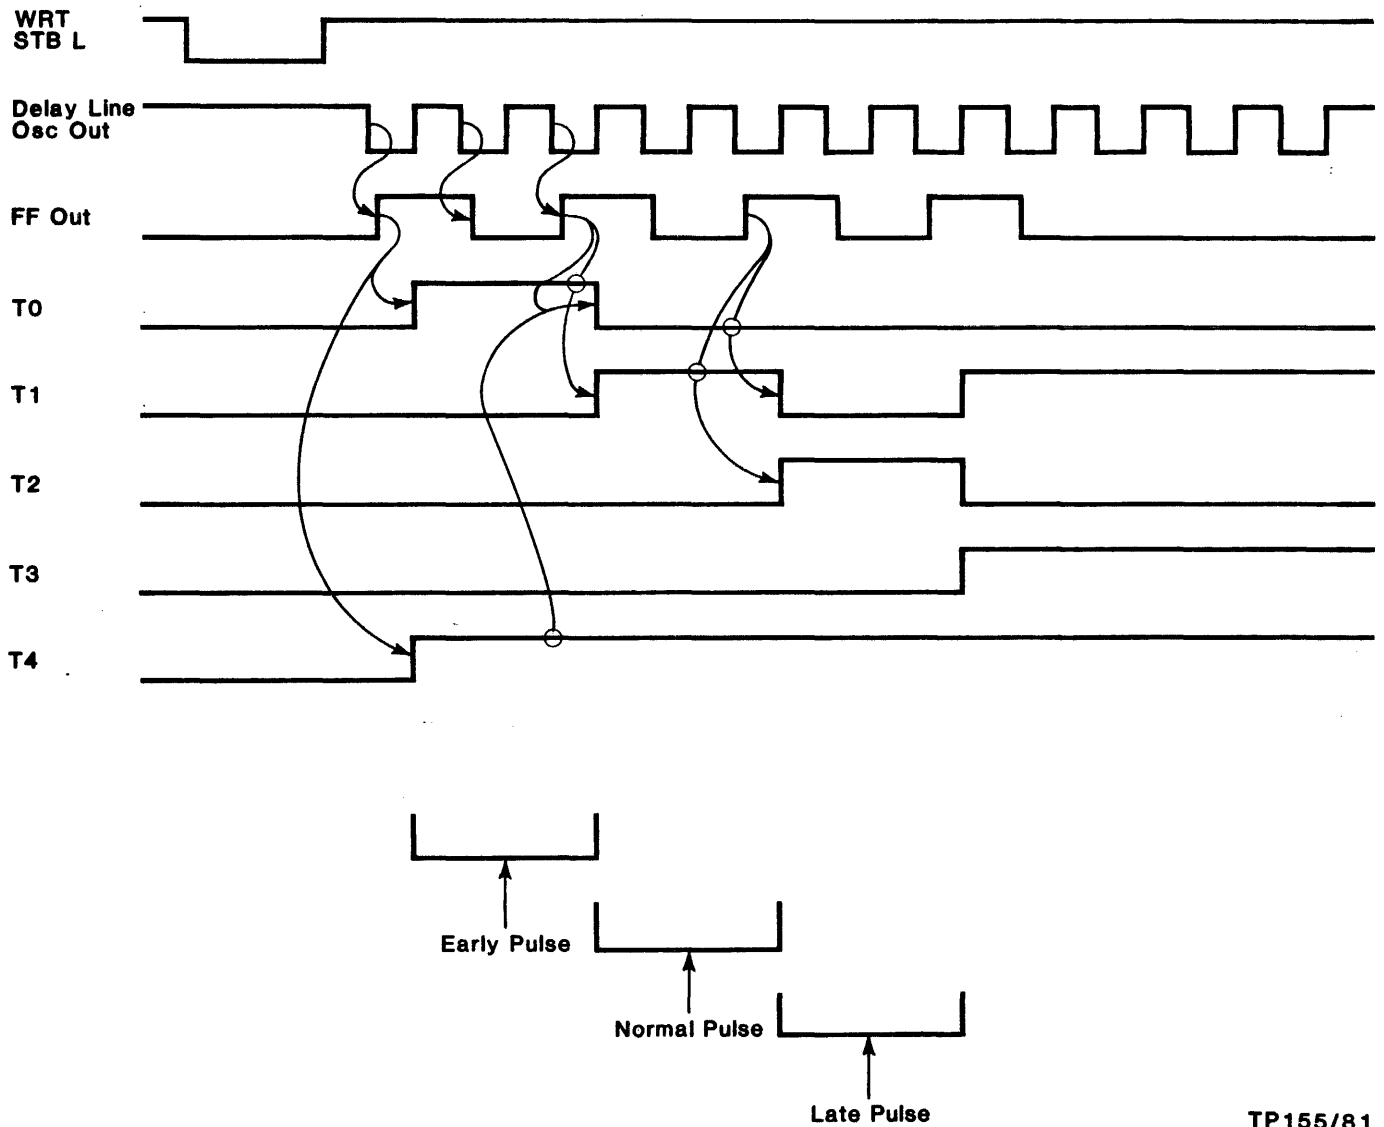 WRT
STB L
Delay Line
Osc Out
FF Out
T0
T1
T2
T3
T4
Early Pulse
Normal Pulse
Late Pulse
TP155/81